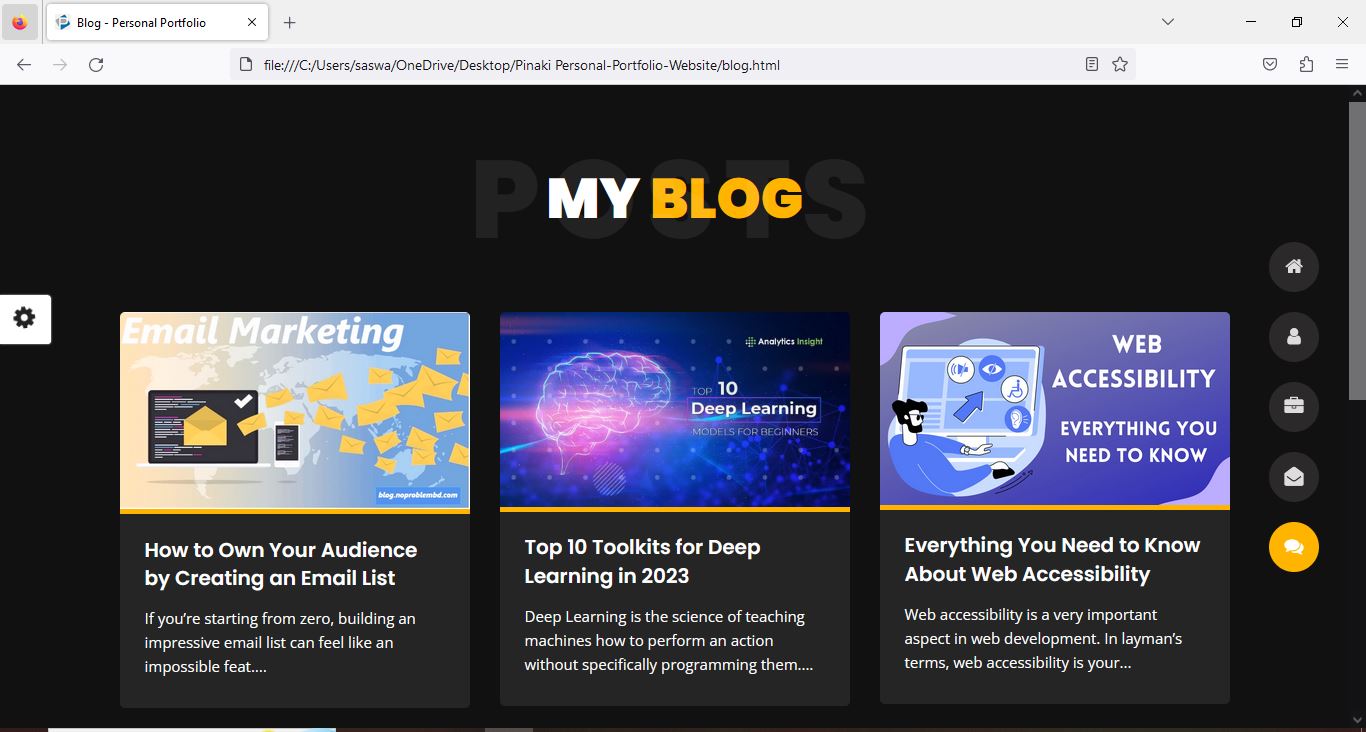 Blog - Personal Portfolio
file:///C:/Users/saswa/OneDrive/Desktop/Pinaki Personal-Portfolio-Website/blog.html
POSTS
MY BLOG
Email Marketing
blog.noproblembd.com
How to Own Your Audience
by Creating an Email List
If you’re starting from zero, building an
impressive email list can feel like an
impossible feat....
Analytics Insight
TOP 10
Deep Learning
MODELS FOR BEGINNERS
Top 10 Toolkits for Deep
Learning in 2023
Deep Learning is the science of teaching
machines how to perform an action
without specifically programming them....
WEB
ACCESSIBILITY
EVERYTHING YOU
NEED TO KNOW
Everything You Need to Know
About Web Accessibility
Web accessibility is a very important
aspect in web development. In layman’s
terms, web accessibility is your...